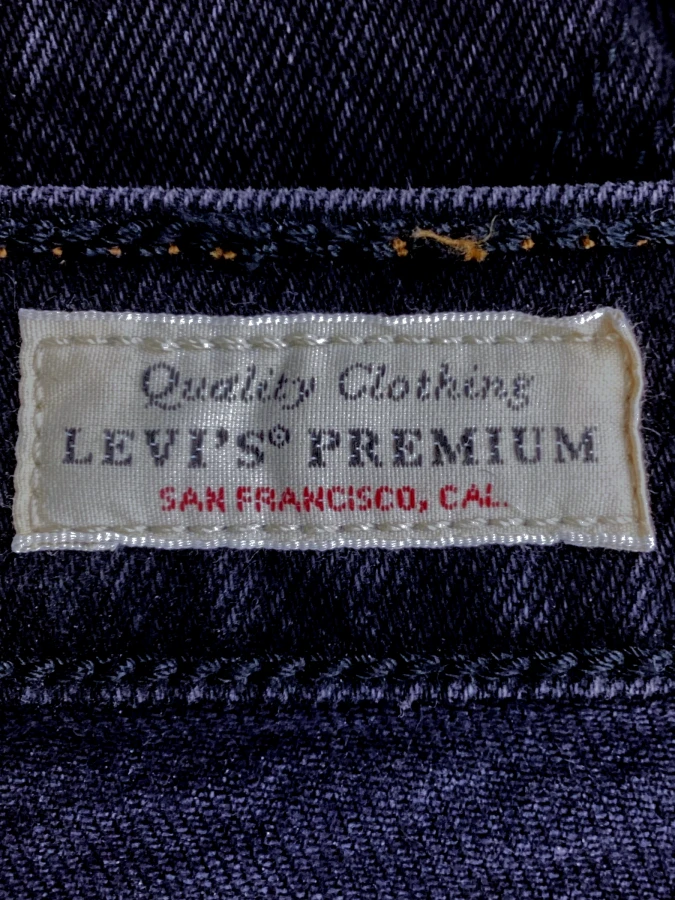 Quality Clothing
LEVI'S® PREMIUM
SAN FRANCISCO, CAL.